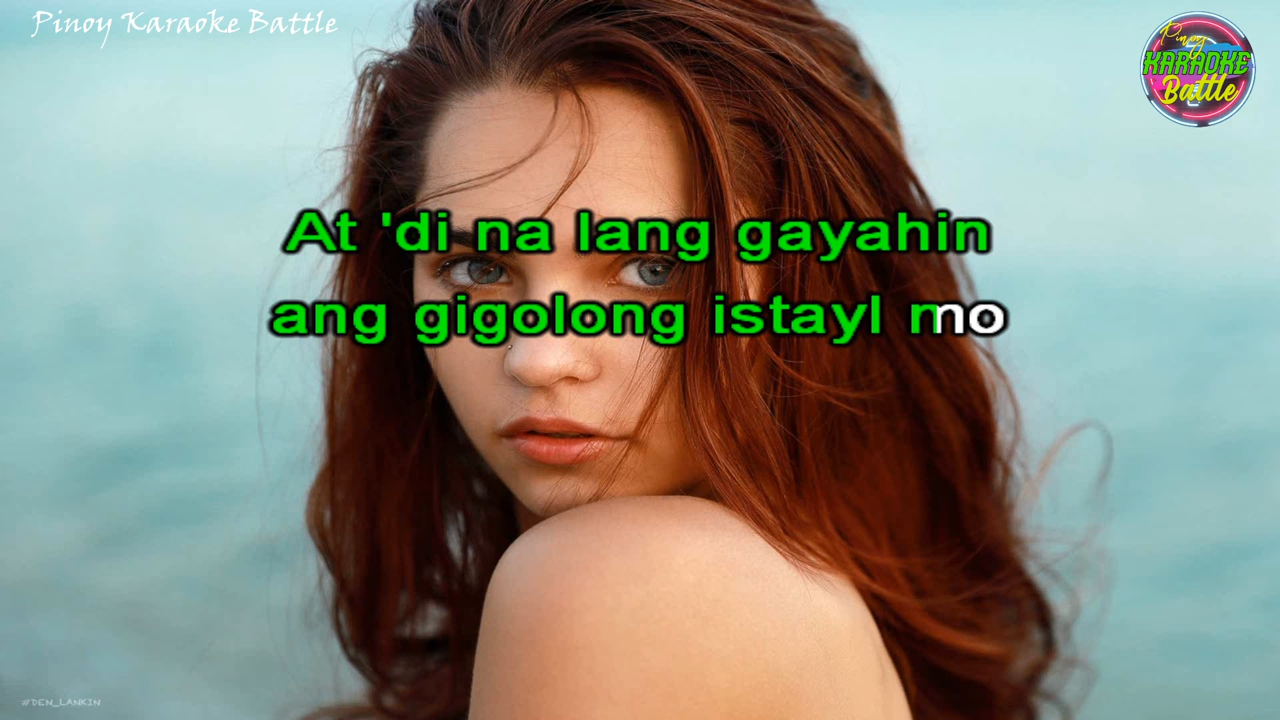 Pinoy Karaoke Battle
Pinoy
KARAOKE
Battle
At 'di na lang gayahin
ang gigolong istayl mo
#DEN_LANKIN